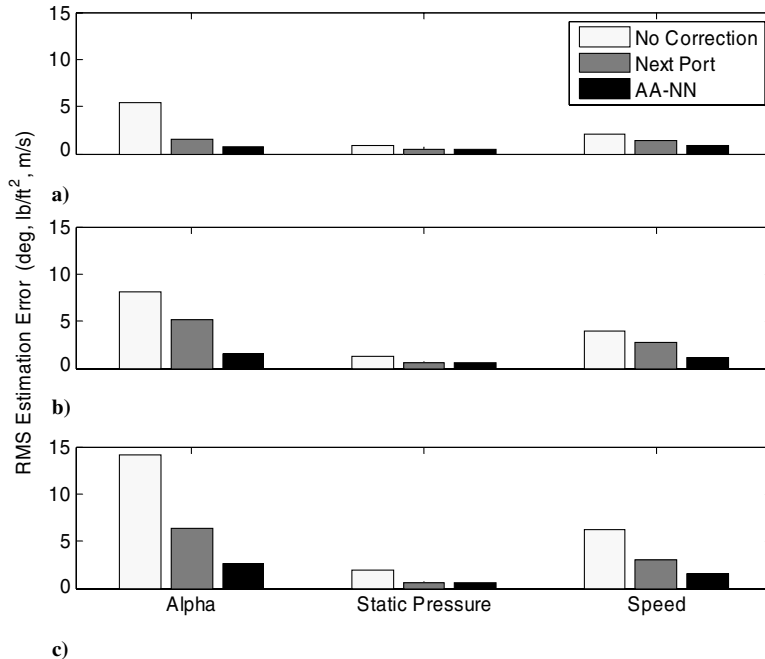 RMS Estimation Error (deg, lb/ft², m/s)
15
10
5
0
No Correction
Next Port
AA-NN
a)
15
10
5
0
b)
15
10
5
0
Alpha
Static Pressure
Speed
c)